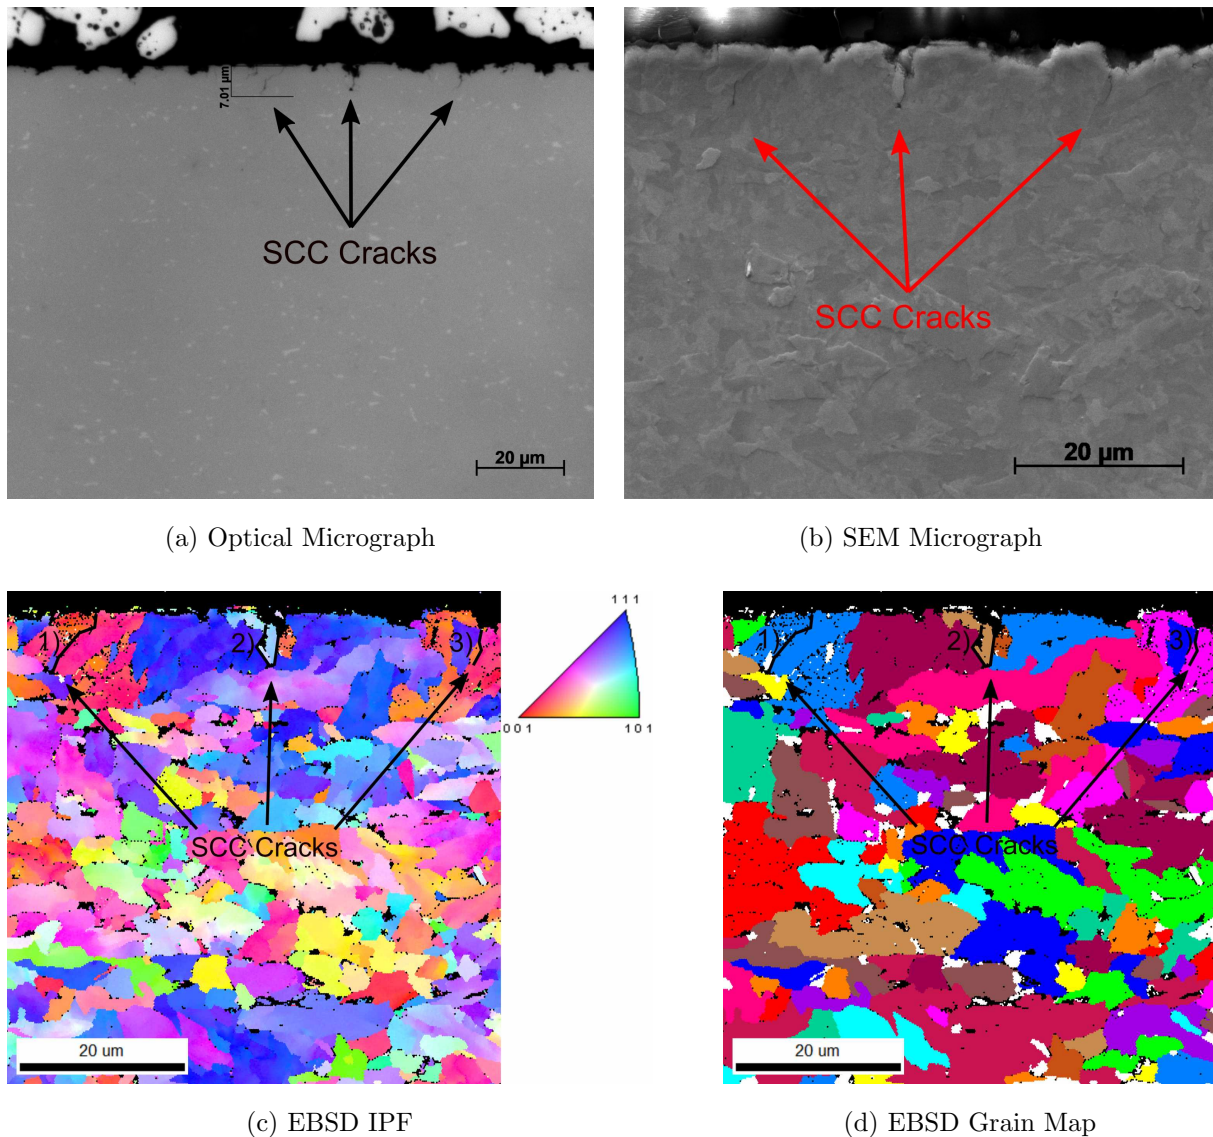 7.01 µm
SCC Cracks
20 µm
SCC Cracks
20 µm
(a) Optical Micrograph
(b) SEM Micrograph
1)
2)
3)
SCC Cracks
20 um
1 1 1
0 0 1
1 0 1
1)
2)
3)
SCC Cracks
20 um
(c) EBSD IPF
(d) EBSD Grain Map